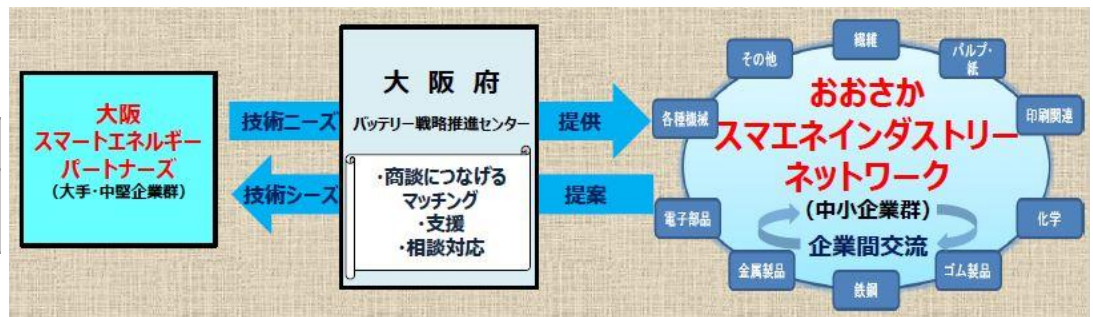 大阪
スマートエネルギー
パートナーズ
(大手・中堅企業群)
技術ニーズ
技術シーズ
大 阪 府
バッテリー戦略推進センター
・商談につなげる
マッチング
・支援
・相談対応
提供
提案
おおさか
スマエネインダストリー
ネットワーク
(中小企業群)
企業間交流
繊維
パルプ・
紙
印刷関連
化学
ゴム製品
鉄鋼
金属製品
電子部品
各種機械
その他